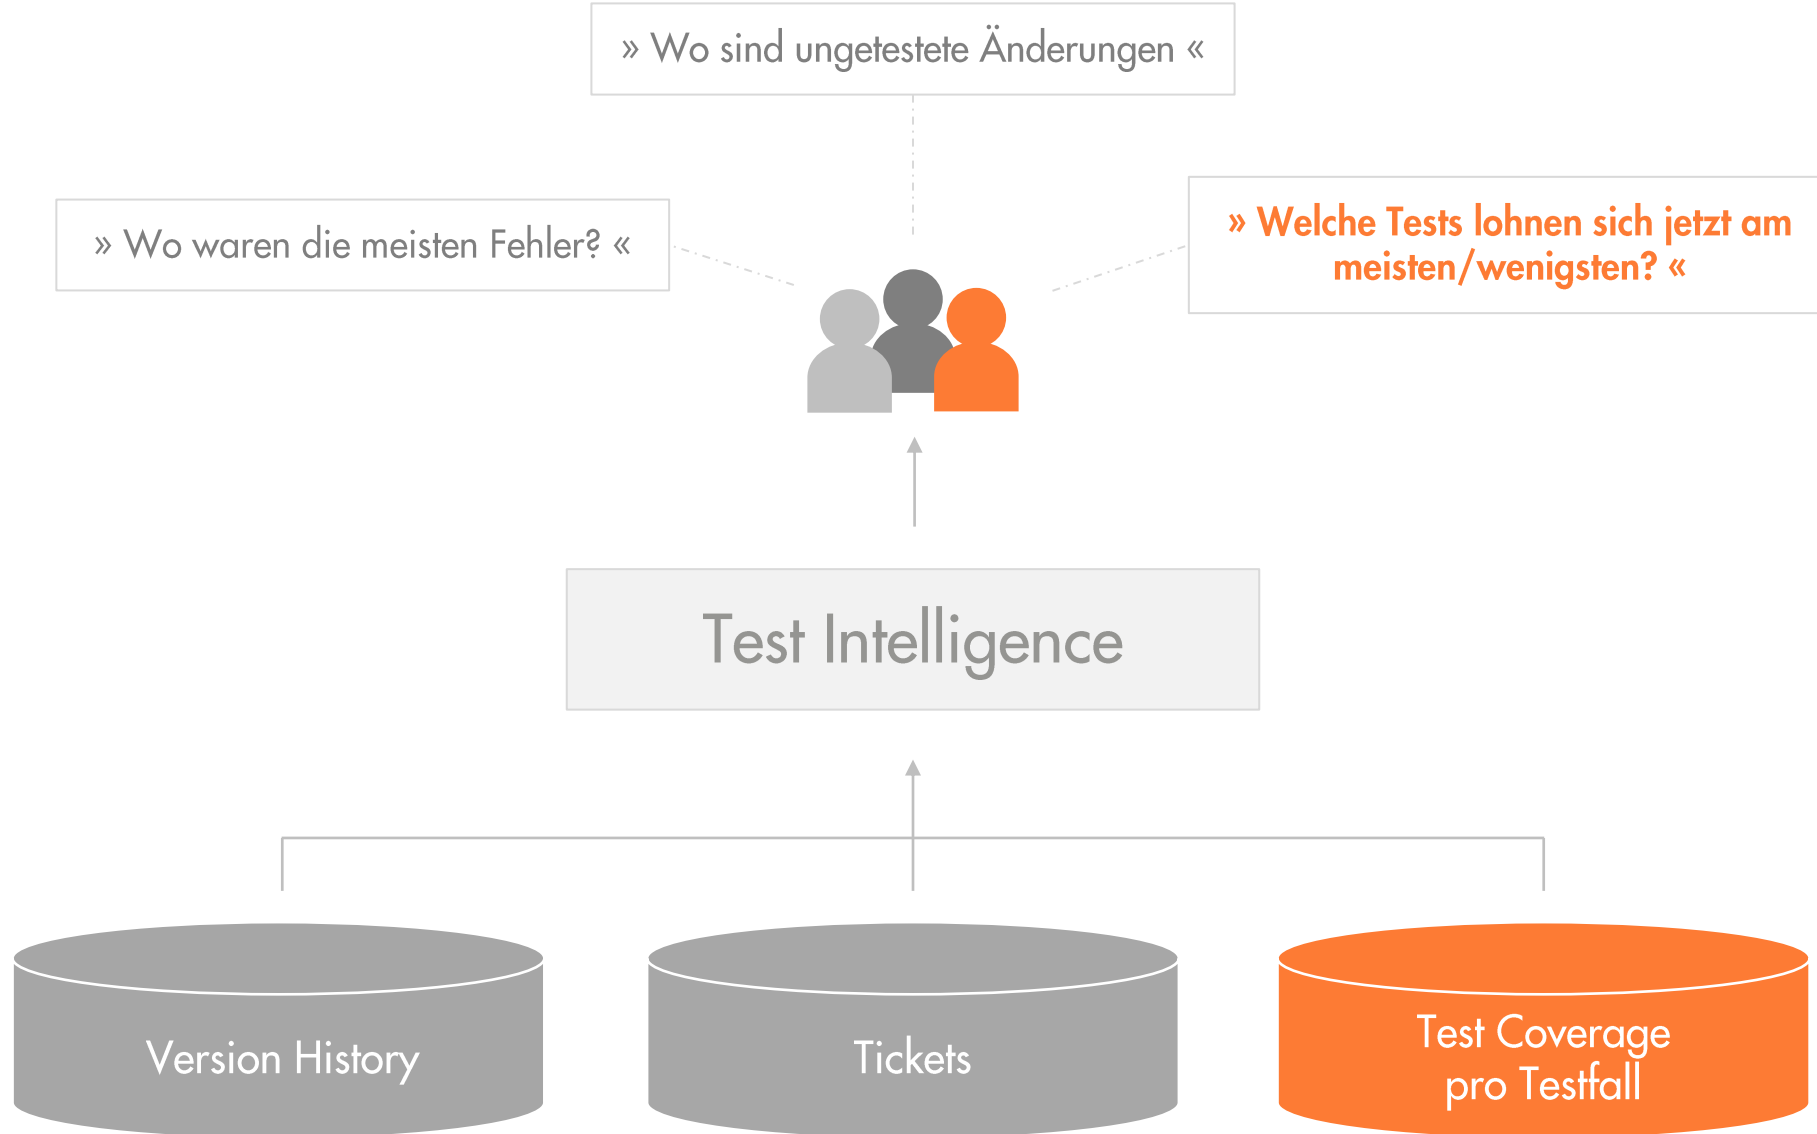 » Wo sind ungetestete Änderungen «
» Wo waren die meisten Fehler? «
» Welche Tests lohnen sich jetzt am
meisten/wenigsten? «
Test Intelligence
Version History
Tickets
Test Coverage
pro Testfall